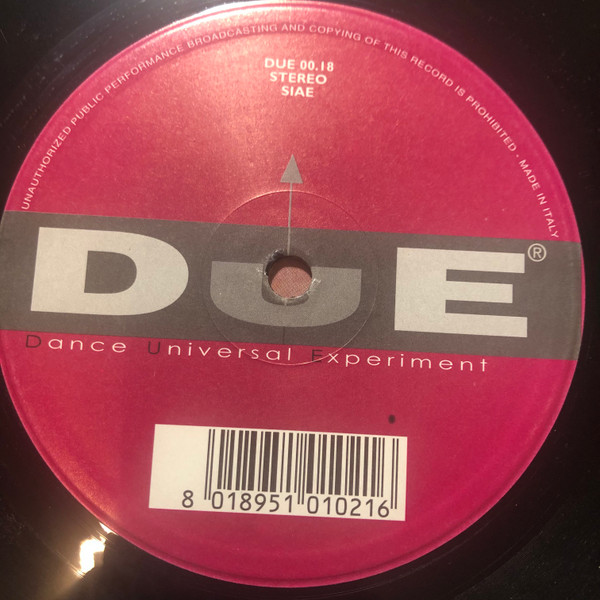 UNAUTHORIZED PUBLIC PERFORMANCE BROADCASTING AND COPYING OF THIS RECORD IS PROHIBITED - MADE IN ITALY
DUE 00.18
STEREO
SIAE
DUE®
Dance Universal Experiment
8 018951 010216